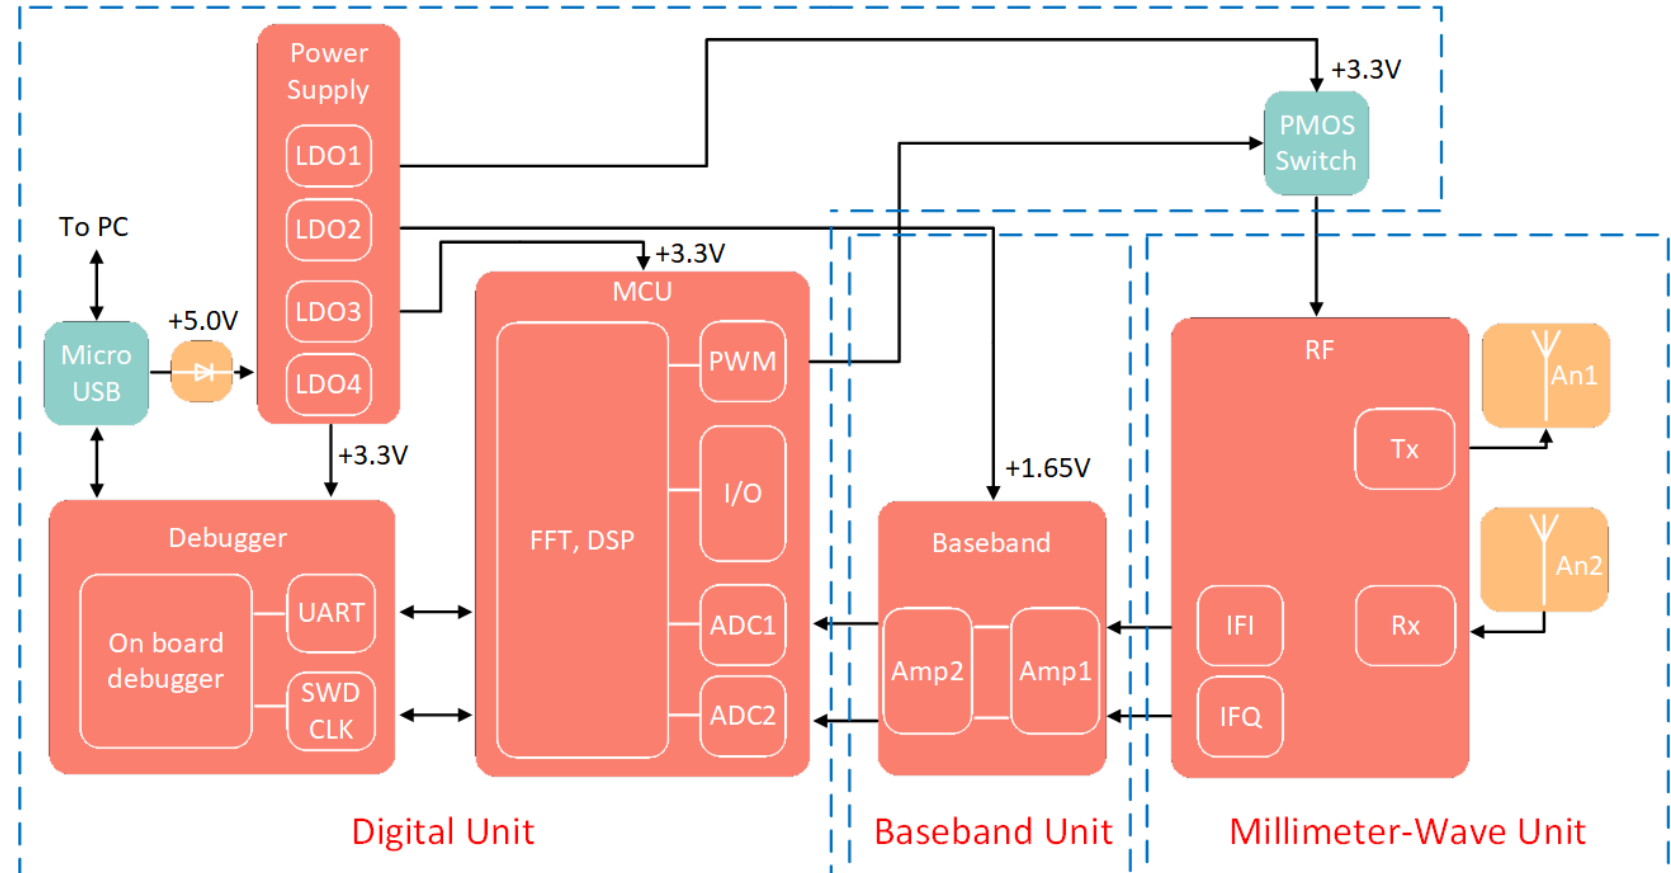 Power
Supply
LDO1
LDO2
LDO3
LDO4
+3.3V
PMOS
Switch
To PC
+5.0V
Micro
USB
+3.3V
+3.3V
MCU
PWM
I/O
FFT, DSP
ADC1
ADC2
Debugger
On board
debugger
UART
SWD
CLK
+1.65V
Baseband
Amp2
Amp1
RF
Tx
Rx
IFI
IFQ
An1
An2
Digital Unit
Baseband Unit
Millimeter-Wave Unit